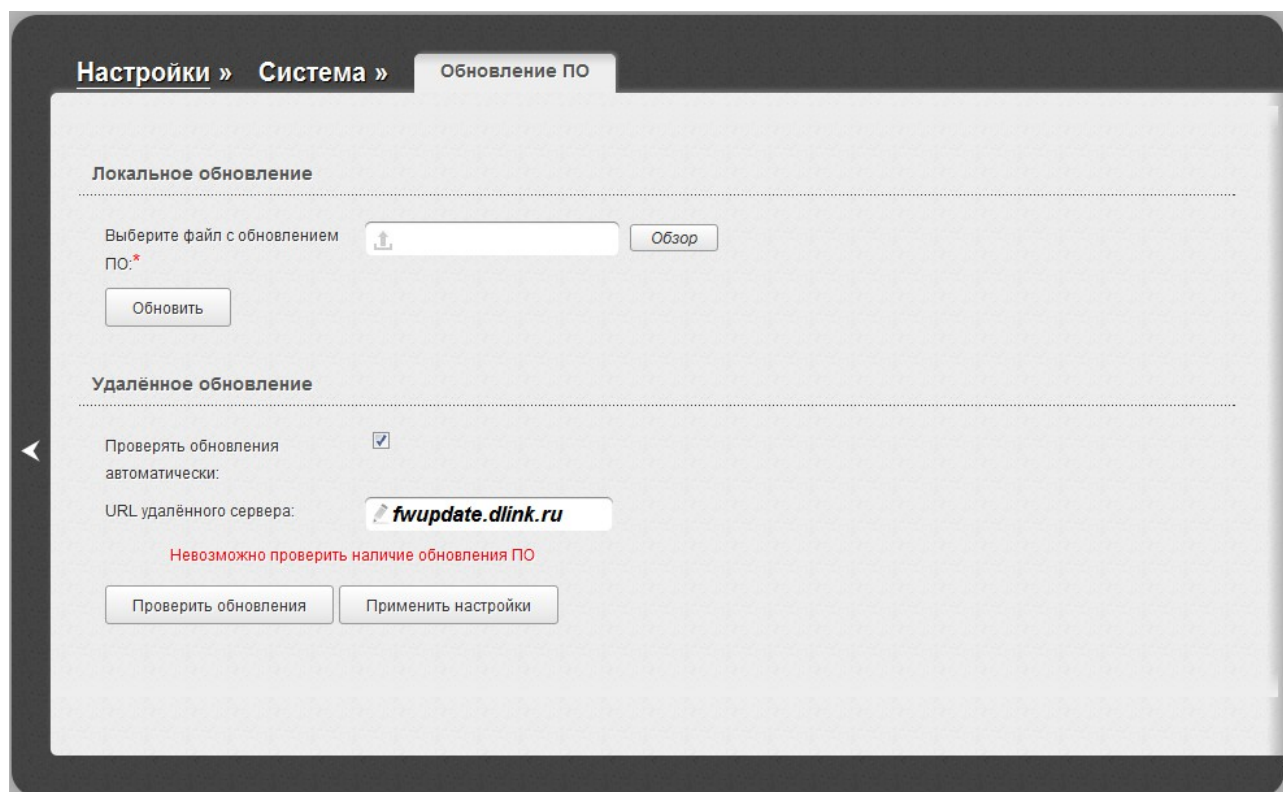 Настройки » Система » Обновление ПО
Локальное обновление
Выберите файл с обновлением
ПО:*
Обзор
Обновить
Удалённое обновление
Проверять обновления
автоматически:
URL удалённого сервера:
fwupdate.dlink.ru
Невозможно проверить наличие обновления ПО
Проверить обновления
Применить настройки